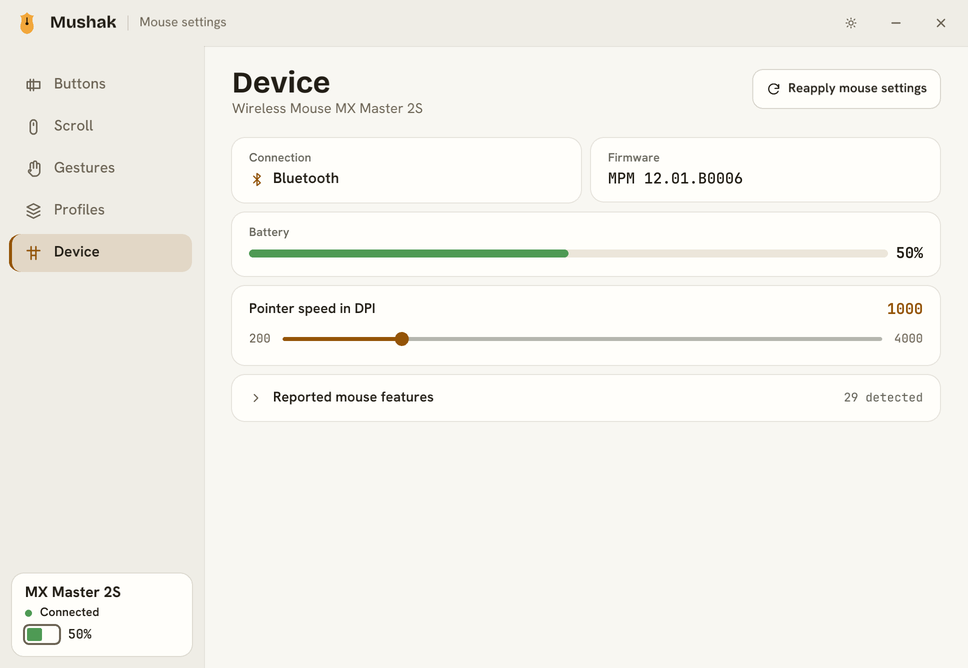 Mushak
Mouse settings
Buttons
Scroll
Gestures
Profiles
Device
MX Master 2S
Connected
50%
Device
Wireless Mouse MX Master 2S
Reapply mouse settings
Connection
Bluetooth
Firmware
MPM 12.01.B0006
Battery
50%
Pointer speed in DPI
1000
200
4000
Reported mouse features
29 detected